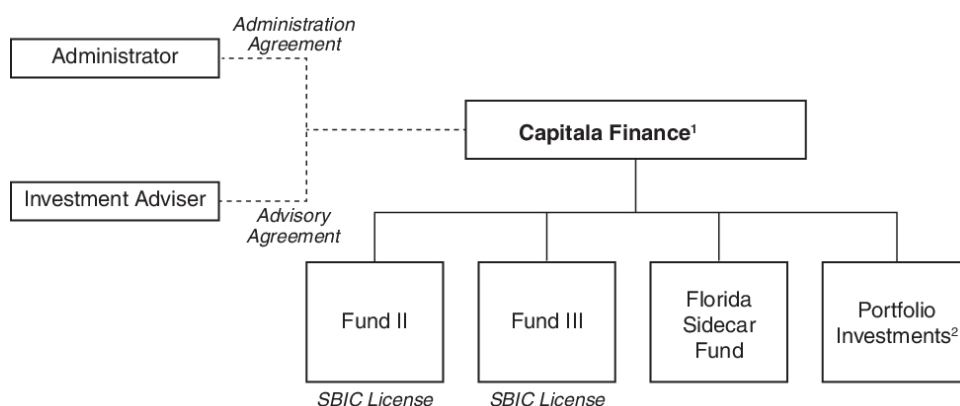 Administration
Agreement
Administrator
Capitala Finance¹
Investment Adviser
Advisory
Agreement
Fund II
Fund III
Florida
Sidecar
Fund
Portfolio
Investments²
SBIC License
SBIC License